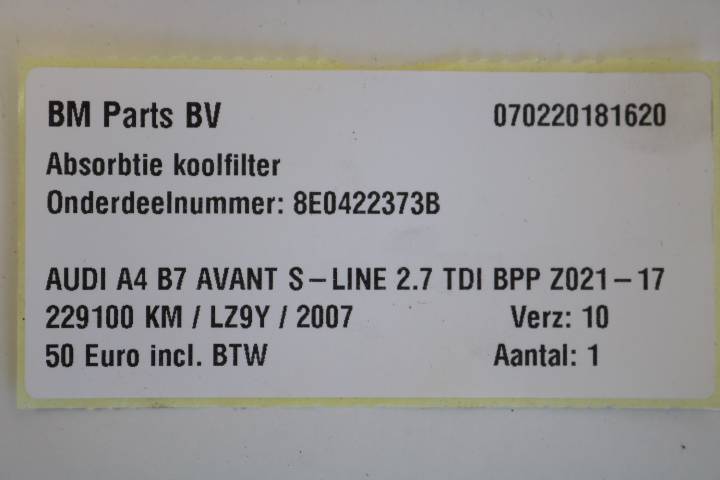 BM Parts BV 070220181620
Absorbtie koolfilter
Onderdeelnummer: 8E0422373B
AUDI A4 B7 AVANT S-LINE 2.7 TDI BPP Z021-17
229100 KM / LZ9Y / 2007 Verz: 10
50 Euro incl. BTW Aantal: 1